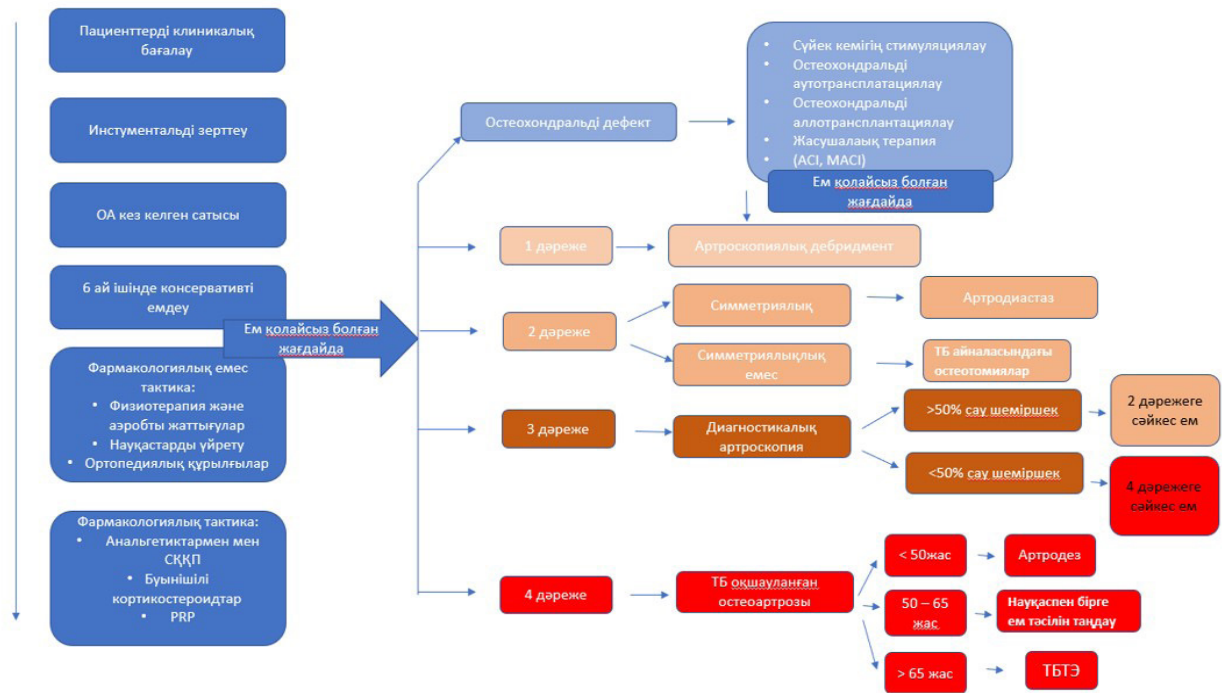 Пациенттерді клиникалық
бағалау
Инстументальді зерттеу
ОА кез келген сатысы
6 ай ішінде консервативті
емдеу
Фармакологиялық емес
тактика:
• Физиотерапия және
аэробты жаттығулар
• Науқастарды үйрету
• Ортопедиялық құрылғылар
Фармакологиялық тактика:
• Анальгетиктармен мен
СҚҚП
• Буынішілі
кортикостероидтар
• PRP
Ем қолайсыз болған
жағдайда
Остеохондральді дефект
• Сүйек кемігің стимуляциялау
• Остеохондральді
аутотрансплатациялау
• Остеохондральді
аллотрансплантациялау
• Жасушалаық терапия
• (ACI, MACI)
Ем қолайсыз болған
жағдайда
1 дәреже
Артроскопиялық дебридмент
2 дәреже
Симметриялық
Артродиастаз
Симметриялықлық
емес
ТБ айналасындағы
остеотомиялар
3 дәреже
Диагностикалық
артроскопия
>50% сау шеміршек
2 дәрежеге
сәйкес ем
<50% сау шеміршек
4 дәрежеге
сәйкес ем
4 дәреже
ТБ оқшауланған
остеоартрозы
< 50жас
Артродез
50 – 65
жас
Науқаспен бірге
ем тәсілін таңдау
> 65 жас
ТБТЭ